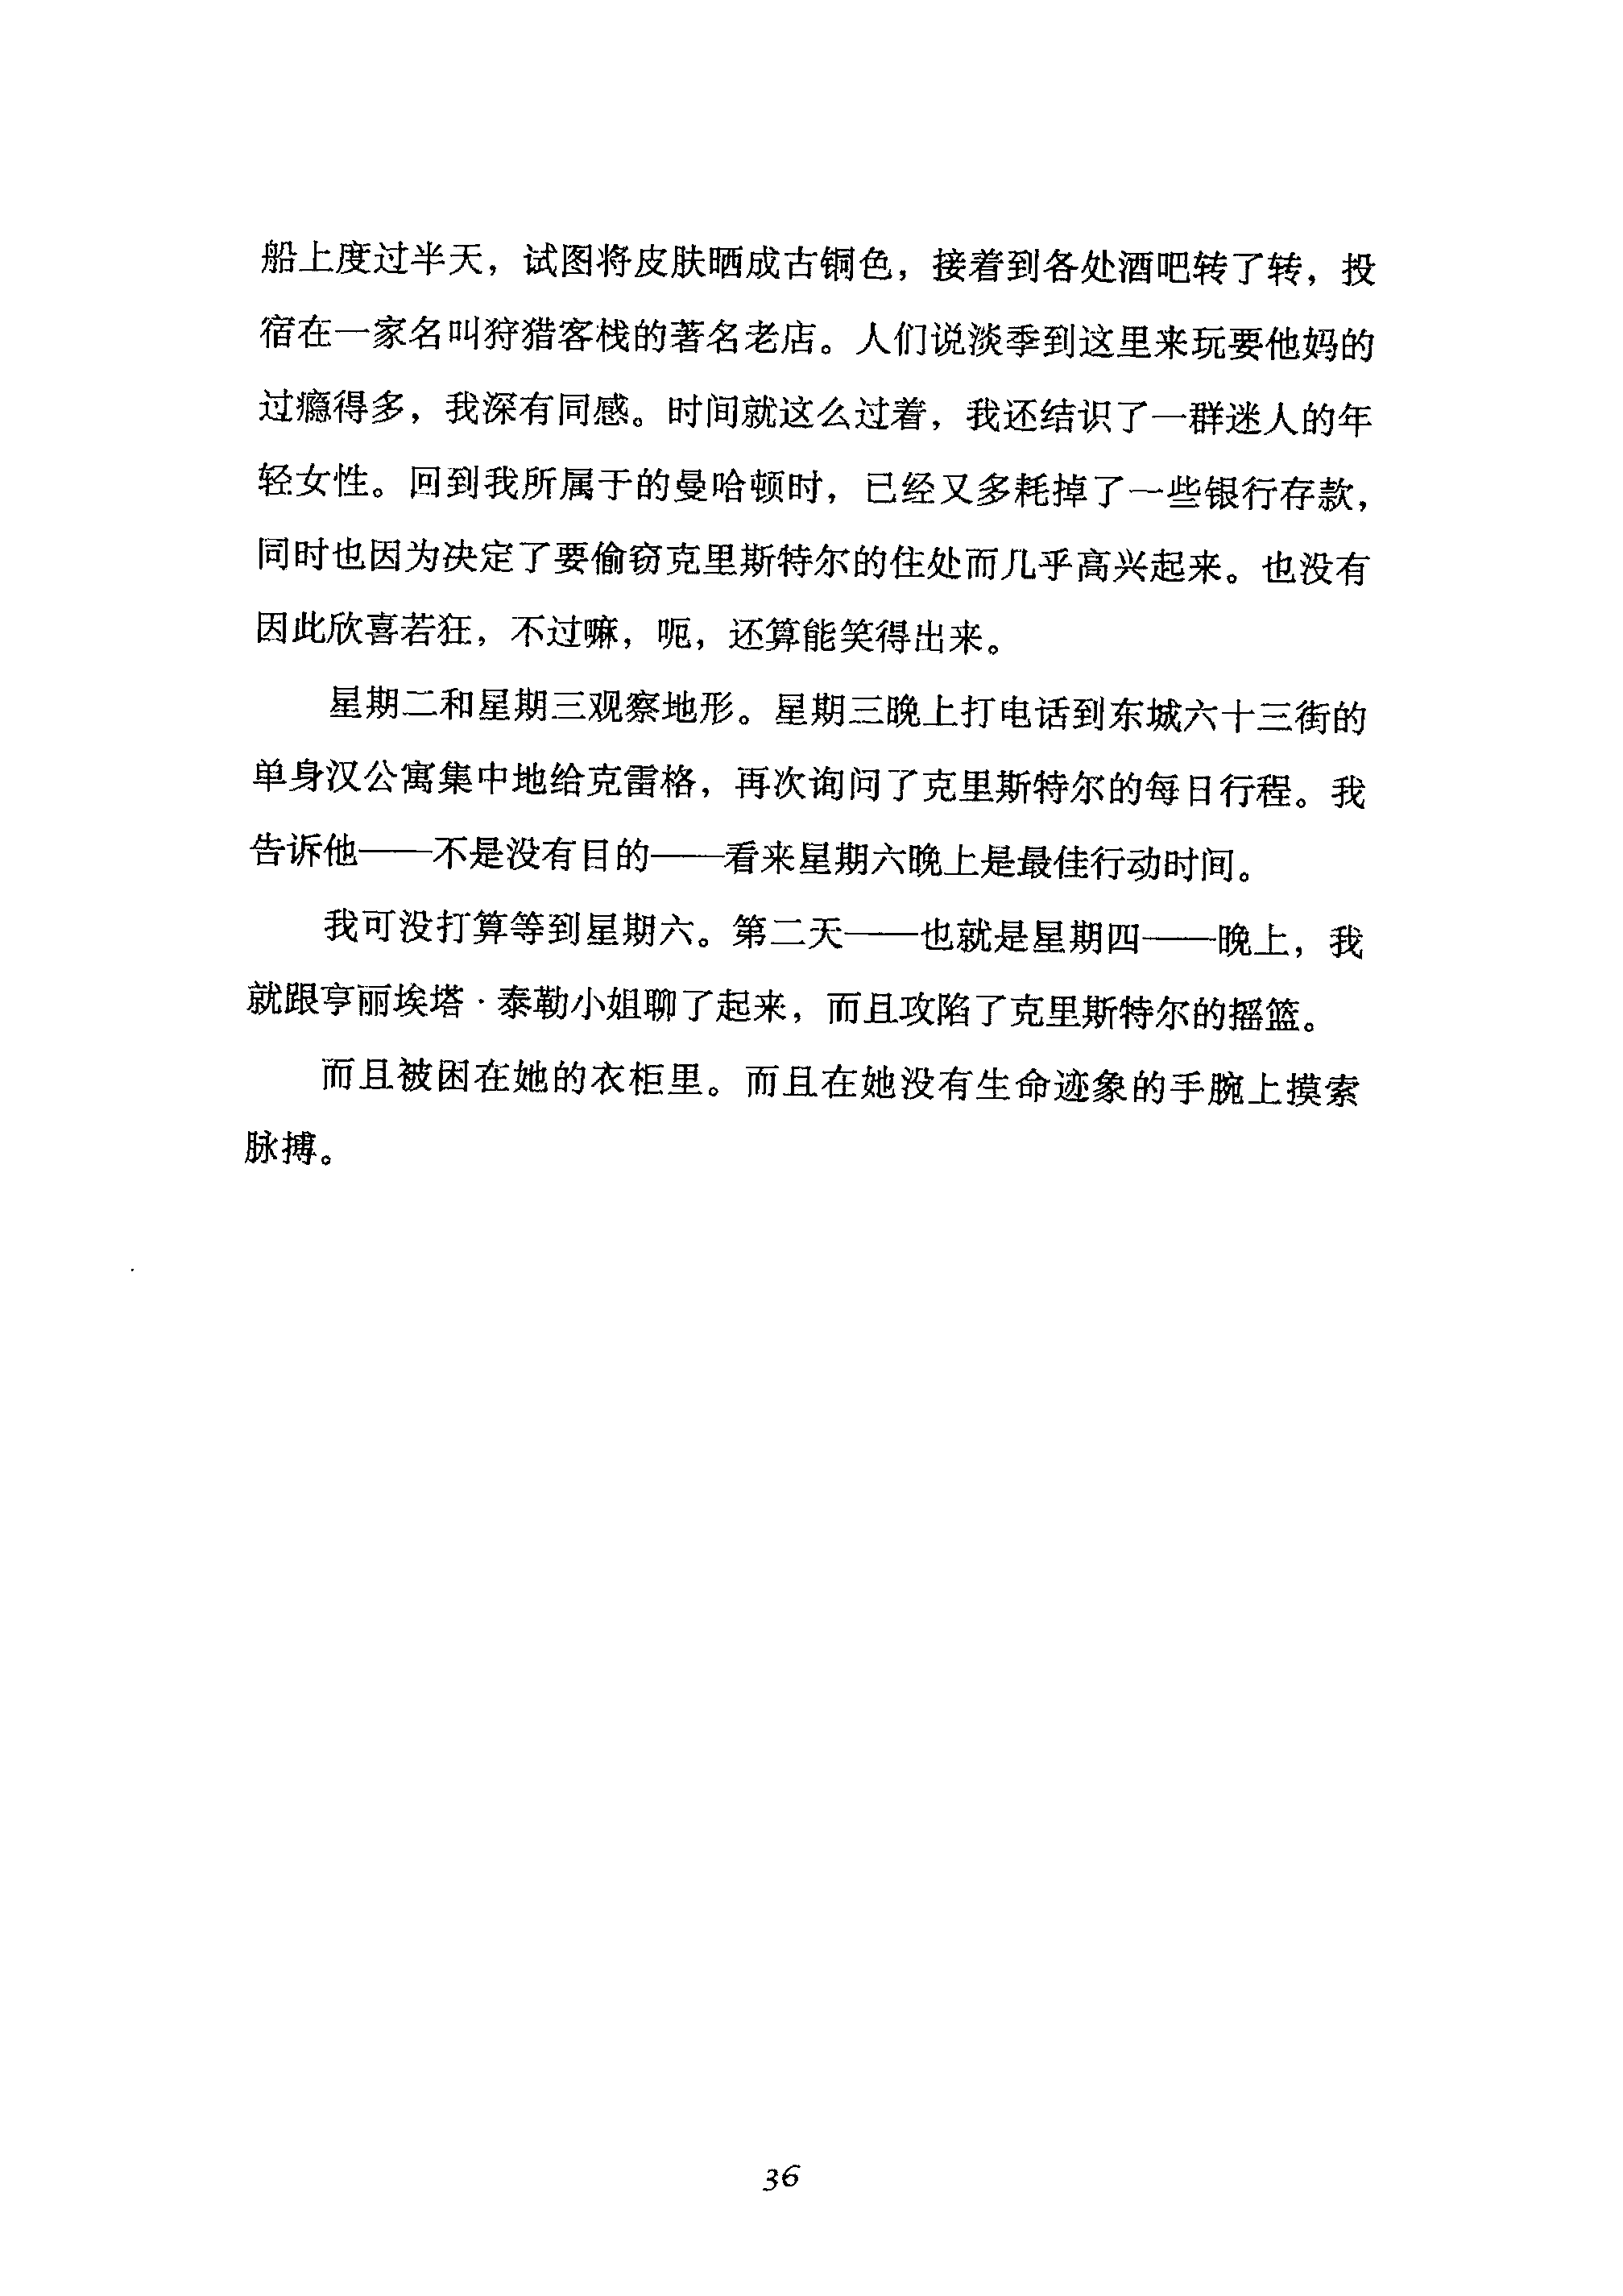 船上度过半天，试图将皮肤晒成古铜色，接着到各处酒吧转了转，投
宿在一家名叫狩猎客栈的著名老店。人们说淡季到这里来玩要他妈的
过瘾得多，我深有同感。时间就这么过着，我还结识了一群迷人的年
轻女性。回到我所属于的曼哈顿时，已经又多耗掉了一些银行存款，
同时也因为决定了要偷窃克里斯特尔的住处而几乎高兴起来。也没有
因此欣喜若狂，不过嘛，呃，还算能笑得出来。
星期二和星期三观察地形。星期三晚上打电话到东城六十三街的
单身汉公寓集中地给克雷格，再次询问了克里斯特尔的每日行程。我
告诉他——不是没有目的——看来星期六晚上是最佳行动时间。
我可没打算等到星期六。第二天——也就是星期四——晚上，我
就跟亨丽埃塔·泰勒小姐聊了起来，而且攻陷了克里斯特尔的摇篮。
而且被困在她的衣柜里。而且在她没有生命迹象的手腕上摸索
脉搏。
36